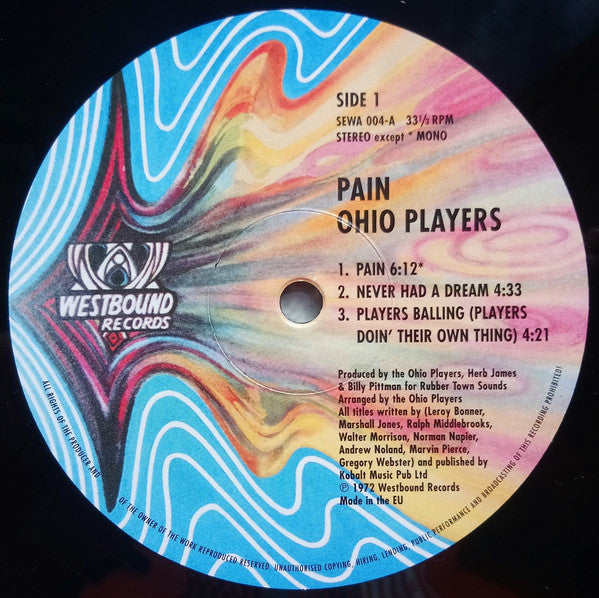 SIDE 1
SEWA 004-A 33⅓ RPM
STEREO except * MONO
PAIN
OHIO PLAYERS
1. PAIN 6:12*
2. NEVER HAD A DREAM 4:33
3. PLAYERS BALLING (PLAYERS
DOIN' THEIR OWN THING) 4:21
WESTBOUND
RECORDS
Produced by the Ohio Players, Herb James
& Billy Pittman for Rubber Town Sounds
Arranged by the Ohio Players
All titles written by (Leroy Bonner,
Marshall Jones, Ralph Middlebrooks,
Walter Morrison, Norman Napier,
Andrew Noland, Marvin Pierce,
Gregory Webster) and published by
Kobalt Music Pub Ltd
℗ 1972 Westbound Records
Made in the EU
ALL RIGHTS OF THE PRODUCER AND OF THE OWNER OF THE WORK REPRODUCED RESERVED. UNAUTHORISED COPYING, HIRING, LENDING, PUBLIC PERFORMANCE AND BROADCASTING OF THIS RECORDING PROHIBITED!